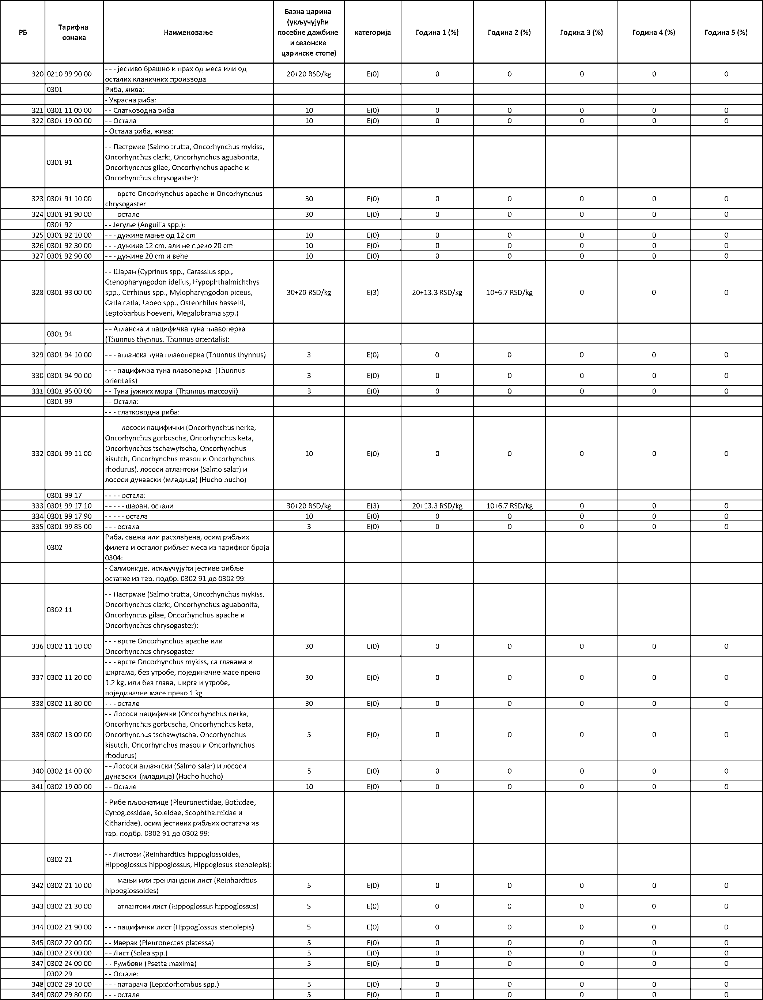 РБ Тарифна ознака Наименовање Базна царина (укључујући посебне дажбине и сезонске царинске стопе) категорија Година 1 (%) Година 2 (%) Година 3 (%) Година 4 (%) Година 5 (%)
320 0210 99 90 00 - - - јестиво брашно и прах од меса или од осталих кланичних производа 20+20 RSD/kg E(0) 0 0 0 0 0
0301 Риба, жива:
- Украсна риба:
321 0301 11 00 00 - - Слатководна риба 10 E(0) 0 0 0 0 0
322 0301 19 00 00 - - Остала 10 E(0) 0 0 0 0 0
- Остала риба, жива:
0301 91 - - Пастрмке (Salmo trutta, Oncorhynchus mykiss, Oncorhynchus clarki, Oncorhynchus aguabonita, Oncorhynchus gilae, Oncorhynchus apache и Oncorhynchus chrysogaster):
323 0301 91 10 00 - - - врсте Oncorhynchus apache и Oncorhynchus chrysogaster 30 E(0) 0 0 0 0 0
324 0301 91 90 00 - - - остале 30 E(0) 0 0 0 0 0
0301 92 - - Јегуље (Anguilla spp.):
325 0301 92 10 00 - - - дужине мање од 12 cm 10 E(0) 0 0 0 0 0
326 0301 92 30 00 - - - дужине 12 cm, али не преко 20 cm 10 E(0) 0 0 0 0 0
327 0301 92 90 00 - - - дужине 20 cm и веће 10 E(0) 0 0 0 0 0
328 0301 93 00 00 - - Шаран (Cyprinus spp., Carassius spp., Ctenopharyngodon idellus, Hypophthalmichthys spp., Cirrhinus spp., Mylopharyngodon piceus, Catla catla, Labeo spp., Osteochilus hasselti, Leptobarbus hoeveni, Megalobrama spp.) 30+20 RSD/kg E(3) 20+13.3 RSD/kg 10+6.7 RSD/kg 0 0 0
0301 94 - - Атланска и пацифичка туна плавоперка (Thunnus thynnus, Thunnus orientalis):
329 0301 94 10 00 - - - атланска туна плавоперка (Thunnus thynnus) 3 E(0) 0 0 0 0 0
330 0301 94 90 00 - - - пацифичка туна плавоперка (Thunnus orientalis) 3 E(0) 0 0 0 0 0
331 0301 95 00 00 - - Туна јужних мора (Thunnus maccoyii) 3 E(0) 0 0 0 0 0
0301 99 - - Остала:
- - - слатководна риба:
332 0301 99 11 00 - - - - лососи пацифички (Oncorhynchus nerka, Oncorhynchus gorbuscha, Oncorhynchus keta, Oncorhynchus tschawytscha, Oncorhynchus kisutch, Oncorhynchus masou и Oncorhynchus rhodurus), лососи атлантски (Salmo salar) и лососи дунавски (младица) (Hucho hucho) 10 E(0) 0 0 0 0 0
0301 99 17 - - - - остала:
333 0301 99 17 10 - - - - - шаран, остали 30+20 RSD/kg E(3) 20+13.3 RSD/kg 10+6.7 RSD/kg 0 0 0
334 0301 99 17 90 - - - - - остала 10 E(0) 0 0 0 0 0
335 0301 99 85 00 - - - остала 3 E(0) 0 0 0 0 0
0302 Риба, свежа или расхлађена, осим рибљих филета и осталог рибљег меса из тарифног броја 0304:
- Салмониде, искључујући јестиве рибље остатке из тар. подбр. 0302 91 до 0302 99:
0302 11 - - Пастрмке (Salmo trutta, Oncorhynchus mykiss, Oncorhynchus clarki, Oncorhynchus aguabonita, Oncorhyncus gilae, Oncorhynchus apache и Oncorhynchus chrysogaster):
336 0302 11 10 00 - - - врсте Oncorhynchus apache или Oncorhynchus chrysogaster 30 E(0) 0 0 0 0 0
337 0302 11 20 00 - - - врсте Oncorhynchus mykiss, са главама и шкргама, без утробе, појединачне масе преко 1.2 kg, или без глава, шкрга и утробе, појединачне масе преко 1 kg 30 E(0) 0 0 0 0 0
338 0302 11 80 00 - - - остале 30 E(0) 0 0 0 0 0
339 0302 13 00 00 - - Лососи пацифички (Oncorhynchus nerka, Oncorhynchus gorbuscha, Oncorhynchus keta, Oncorhynchus tschawytscha, Oncorhynchus kisutch, Oncorhynchus masou и Oncorhynchus rhodurus) 5 E(0) 0 0 0 0 0
340 0302 14 00 00 - - Лососи атлантски (Salmo salar) и лососи дунавски (младица) (Hucho hucho) 5 E(0) 0 0 0 0 0
341 0302 19 00 00 - - Остале 10 E(0) 0 0 0 0 0
- Рибе пљоснатице (Pleuronectidae, Bothidae, Cynoglossidae, Soleidae, Scophthalmidae и Citharidae), осим јестивих рибљих остатака из тар. подбр. 0302 91 до 0302 99:
0302 21 - - Листови (Reinhardtius hippoglossoides, Hippoglossus hippoglossus, Hippoglosus stenolepis):
342 0302 21 10 00 - - - мањи или гренландски лист (Reinhardtius hippoglossoides) 5 E(0) 0 0 0 0 0
343 0302 21 30 00 - - - атлантски лист (Hippoglossus hippoglossus) 5 E(0) 0 0 0 0 0
344 0302 21 90 00 - - - пацифички лист (Hippoglossus stenolepis) 5 E(0) 0 0 0 0 0
345 0302 22 00 00 - - Иверак (Pleuronectes platessa) 5 E(0) 0 0 0 0 0
346 0302 23 00 00 - - Лист (Solea spp.) 5 E(0) 0 0 0 0 0
347 0302 24 00 00 - - Румбови (Psetta maxima) 5 E(0) 0 0 0 0 0
0302 29 - - Остале:
348 0302 29 10 00 - - - патарача (Lepidorhombus spp.) 5 E(0) 0 0 0 0 0
349 0302 29 80 00 - - - остале 5 E(0) 0 0 0 0 0